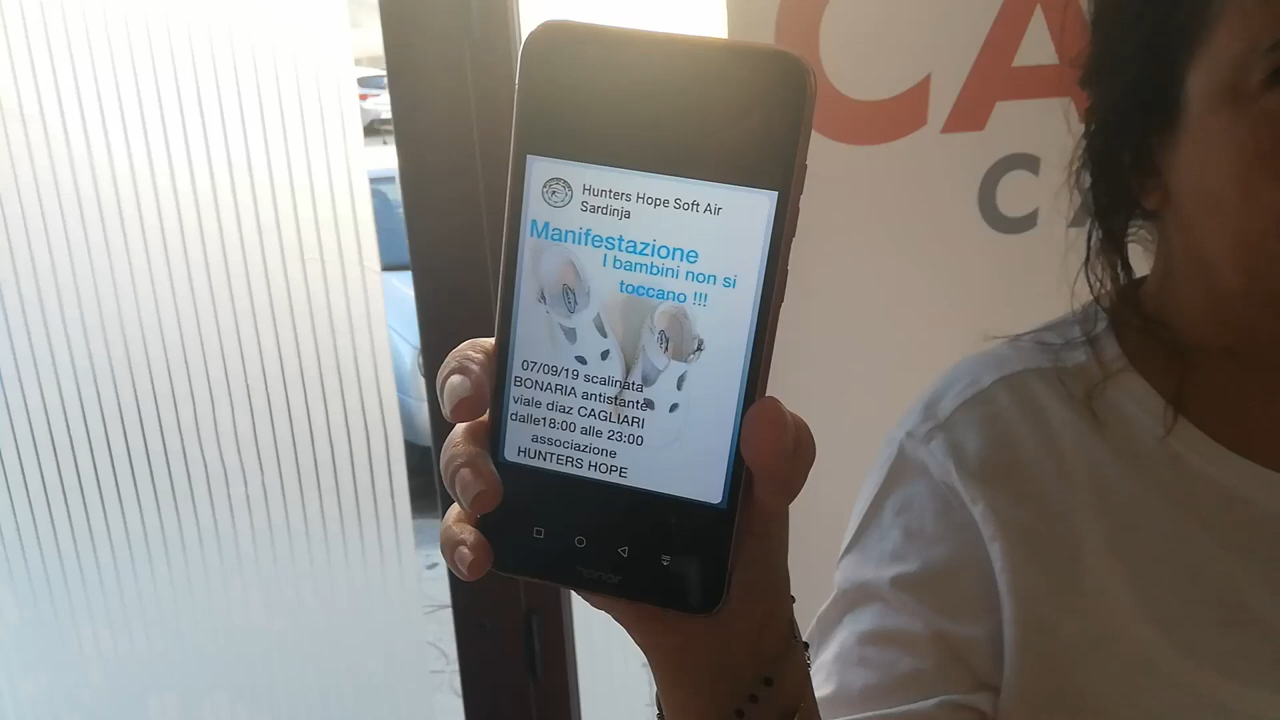 CA
C
Hunters Hope Soft Air
Sardinja
Manifestazione
I bambini non si
toccano !!!
07/09/19 scalinata
BONARIA antistante
viale diaz CAGLIARI
dalle18:00 alle 23:00
associazione
HUNTERS HOPE
honor